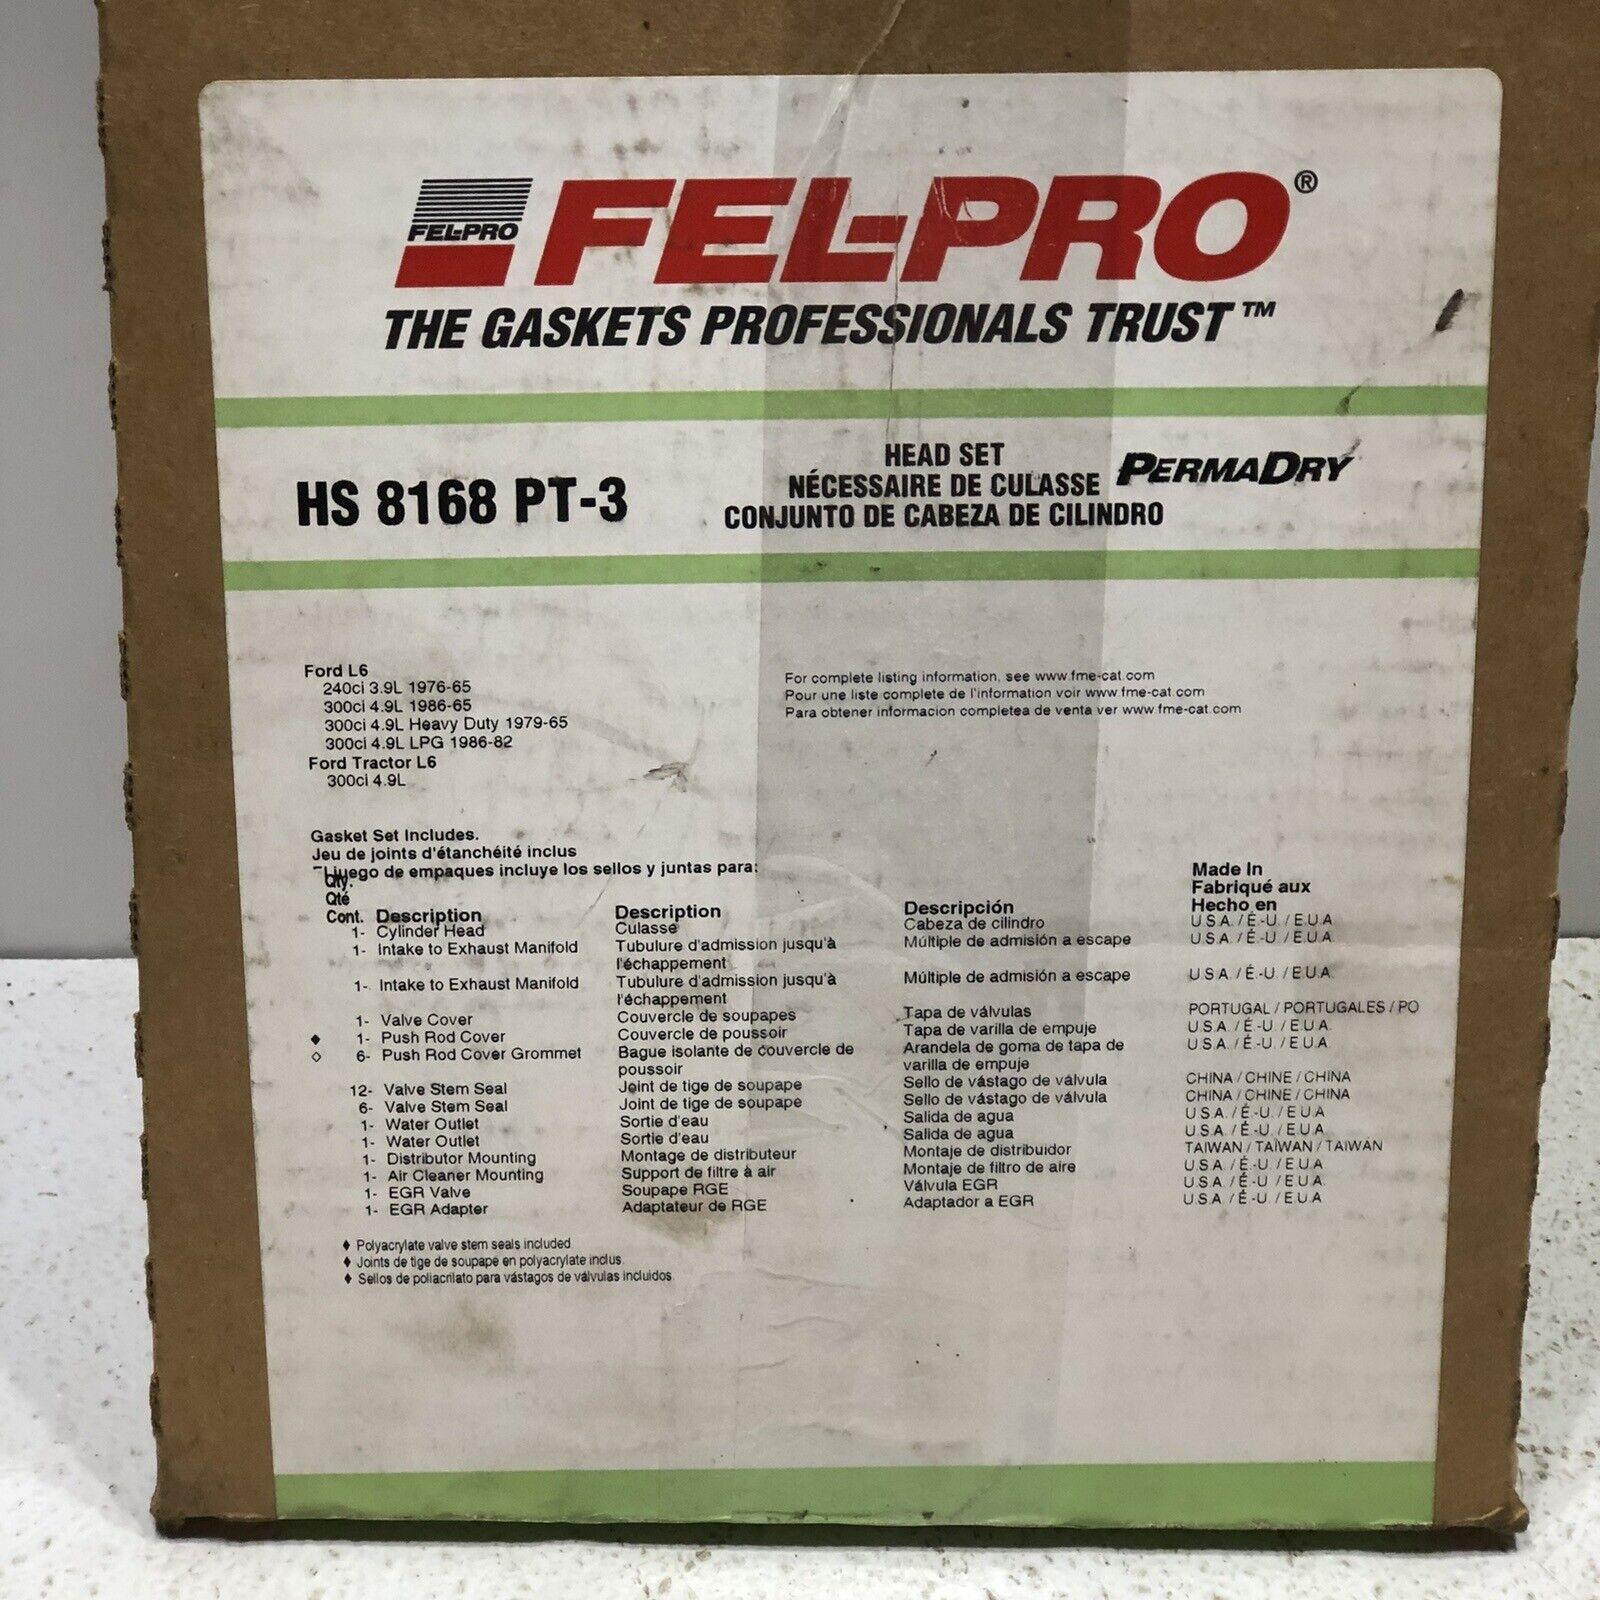 FEL-PRO
FEL-PRO®
THE GASKETS PROFESSIONALS TRUST™
HS 8168 PT-3
HEAD SET
NÉCESSAIRE DE CULASSE
CONJUNTO DE CABEZA DE CILINDRO
PERMADRY
Ford L6
240ci 3.9L 1976-65
300ci 4.9L 1986-65
300ci 4.9L Heavy Duty 1979-65
300ci 4.9L LPG 1986-82
Ford Tractor L6
300ci 4.9L
For complete listing information, see www.fme-cat.com
Pour une liste complete de l'information voir www.fme-cat.com
Para obtener informacion completea de venta ver www.fme-cat.com
Gasket Set Includes.
Jeu de joints d'étanchéité inclus
El juego de empaques incluye los sellos y juntas para:
Qty.
Qté
Cont. Description Description Descripción
Made In
Fabriqué aux
Hecho en
1- Cylinder Head Culasse Cabeza de cilindro U.S.A. / É.-U. / E.U.A.
1- Intake to Exhaust Manifold Tubulure d'admission jusqu'à Múltiple de admisión a escape U.S.A. / É.-U. / E.U.A.
l'échappement
1- Intake to Exhaust Manifold Tubulure d'admission jusqu'à Múltiple de admisión a escape U.S.A. / É.-U. / E.U.A.
l'échappement
1- Valve Cover Couvercle de soupapes Tapa de válvulas PORTUGAL / PORTUGALES / PO
♦ 1- Push Rod Cover Couvercle de poussoir Tapa de varilla de empuje U.S.A. / É.-U. / E.U.A.
◊ 6- Push Rod Cover Grommet Bague isolante de couvercle de Arandela de goma de tapa de U.S.A. / É.-U. / E.U.A.
poussoir varilla de empuje
12- Valve Stem Seal Joint de tige de soupape Sello de vástago de válvula CHINA / CHINE / CHINA
6- Valve Stem Seal Joint de tige de soupape Sello de vástago de válvula CHINA / CHINE / CHINA
1- Water Outlet Sortie d'eau Salida de agua U.S.A. / É.-U. / E.U.A
1- Water Outlet Sortie d'eau Salida de agua U.S.A. / É.-U. / E.U.A.
1- Distributor Mounting Montage de distributeur Montaje de distribuidor TAIWAN / TAÏWAN / TAIWÁN
1- Air Cleaner Mounting Support de filtre à air Montaje de filtro de aire U.S.A. / É.-U. / E.U.A
1- EGR Valve Soupape RGE Válvula EGR U.S.A. / É.-U. / E.U.A.
1- EGR Adapter Adaptateur de RGE Adaptador a EGR U.S.A. / É.-U. / E.U.A.
♦ Polyacrylate valve stem seals included
♦ Joints de tige de soupape en polyacrylate inclus
♦ Sellos de poliacrilato para vástagos de válvulas incluidos